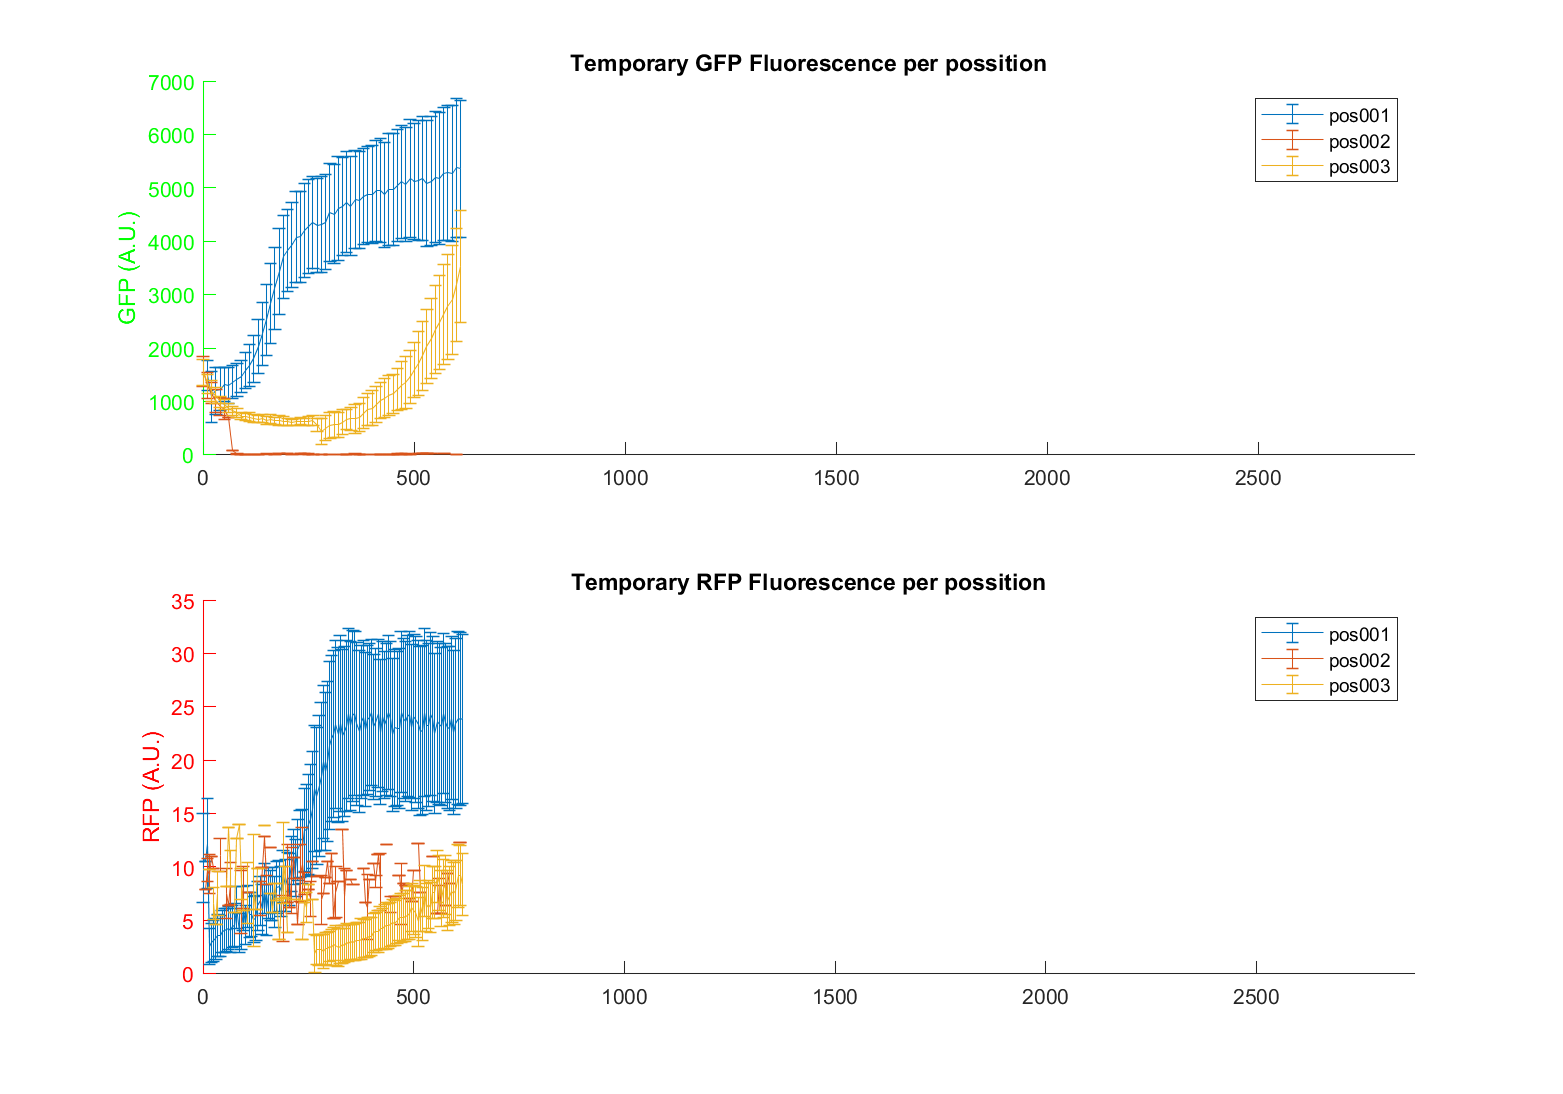 Temporary GFP Fluorescence per possition
7000
6000
5000
4000
3000
2000
1000
0
GFP (A.U.)
0 500 1000 1500 2000 2500
pos001
pos002
pos003
Temporary RFP Fluorescence per possition
35
30
25
20
15
10
5
0
RFP (A.U.)
0 500 1000 1500 2000 2500
pos001
pos002
pos003